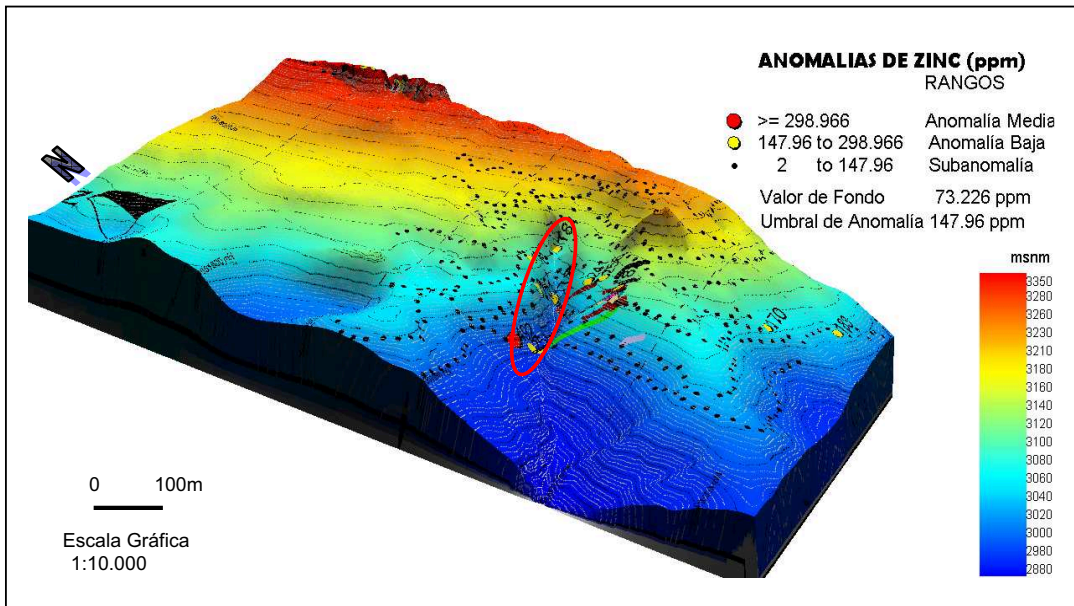 ANOMALIAS DE ZINC (ppm)
RANGOS
>= 298.966 Anomalía Media
147.96 to 298.966 Anomalía Baja
2 to 147.96 Subanomalía
Valor de Fondo 73.226 ppm
Umbral de Anomalía 147.96 ppm
N
msnm
3350
3280
3260
3230
3210
3180
3160
3140
3100
3080
3060
3040
3020
3000
2980
2880
0 100m
Escala Gráfica
1:10.000